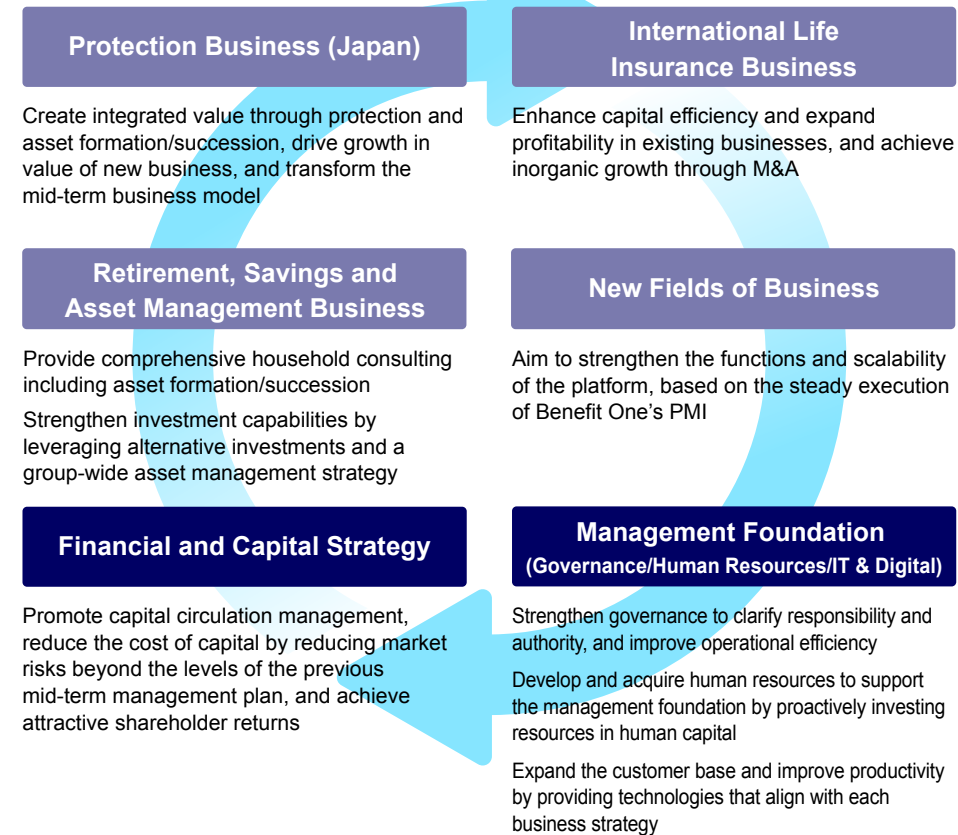 Protection Business (Japan)
Create integrated value through protection and
asset formation/succession, drive growth in
value of new business, and transform the
mid-term business model
International Life
Insurance Business
Enhance capital efficiency and expand
profitability in existing businesses, and achieve
inorganic growth through M&A
Retirement, Savings and
Asset Management Business
Provide comprehensive household consulting
including asset formation/succession
Strengthen investment capabilities by
leveraging alternative investments and a
group-wide asset management strategy
New Fields of Business
Aim to strengthen the functions and scalability
of the platform, based on the steady execution
of Benefit One’s PMI
Financial and Capital Strategy
Promote capital circulation management,
reduce the cost of capital by reducing market
risks beyond the levels of the previous
mid-term management plan, and achieve
attractive shareholder returns
Management Foundation
(Governance/Human Resources/IT & Digital)
Strengthen governance to clarify responsibility and
authority, and improve operational efficiency
Develop and acquire human resources to support
the management foundation by proactively investing
resources in human capital
Expand the customer base and improve productivity
by providing technologies that align with each
business strategy